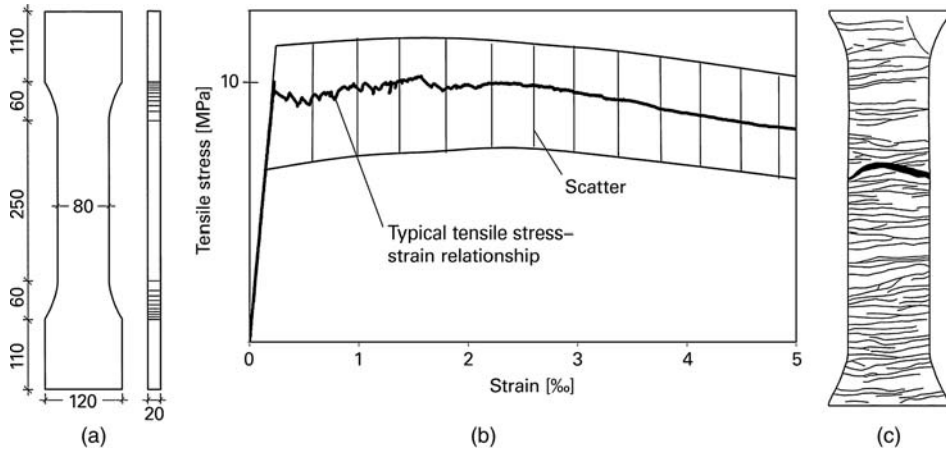 110
60
250
60
110
80
120
20
(a)
Tensile stress [MPa]
10
Scatter
Typical tensile stress–
strain relationship
0
1
2
3
4
5
Strain [‰]
(b)
(c)